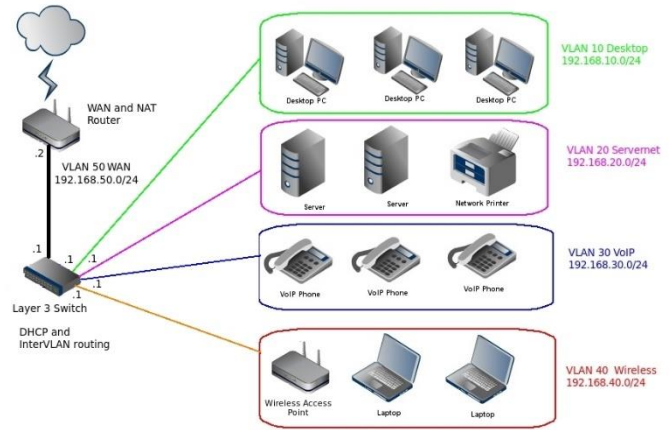 WAN and NAT
Router
.2
VLAN 50 WAN
192.168.50.0/24
.1
.1
.1
.1
.1
Layer 3 Switch
DHCP and
InterVLAN routing
Desktop PC
Desktop PC
Desktop PC
VLAN 10 Desktop
192.168.10.0/24
Server
Server
Network Printer
VLAN 20 Servernet
192.168.20.0/24
VoIP Phone
VoIP Phone
VoIP Phone
VLAN 30 VoIP
192.168.30.0/24
Wireless Access
Point
Laptop
Laptop
VLAN 40 Wireless
192.168.40.0/24